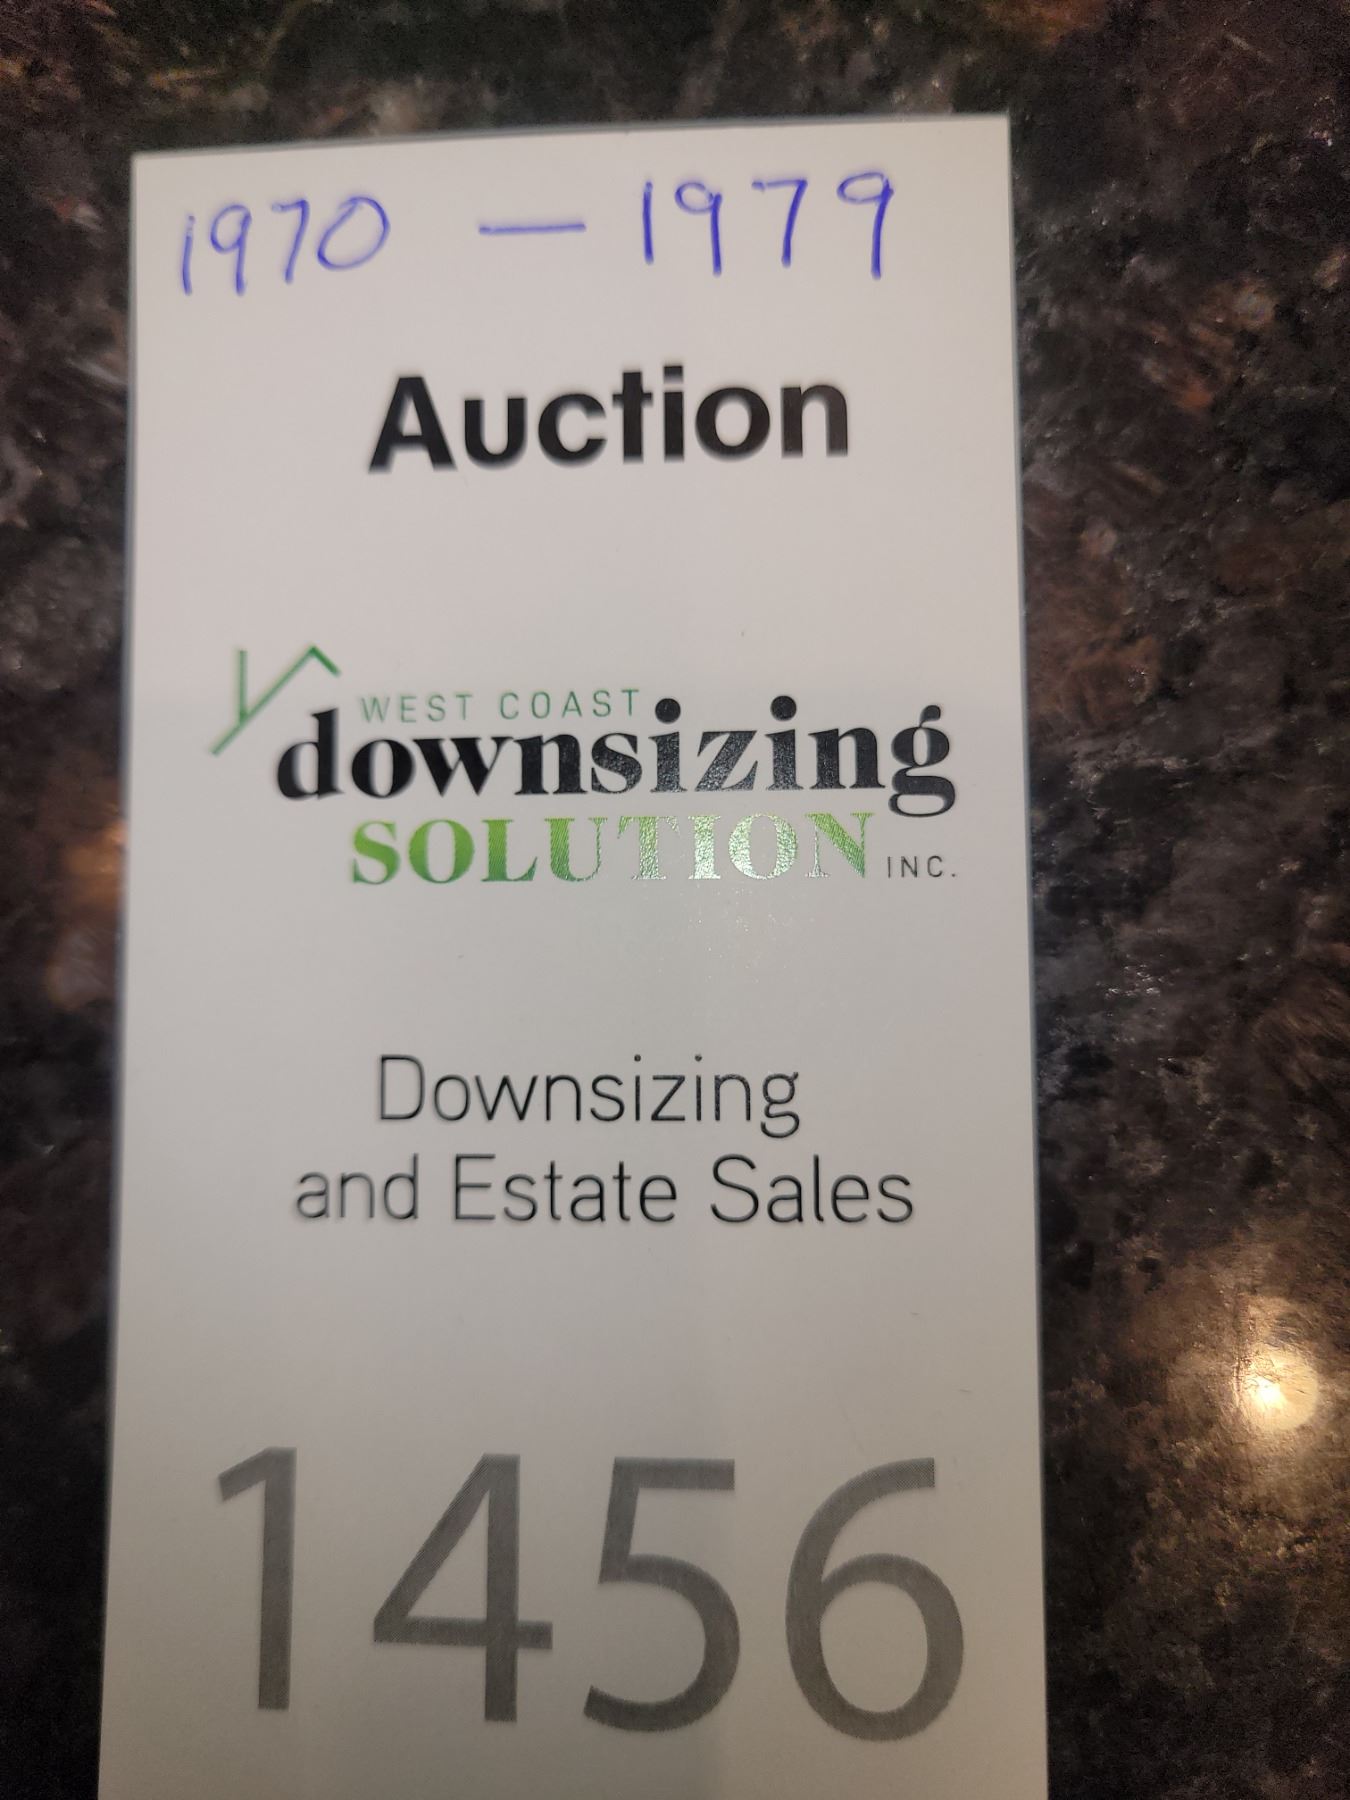 1970 — 1979
Auction
WEST COAST
downsizing
SOLUTION INC.
Downsizing
and Estate Sales
1456